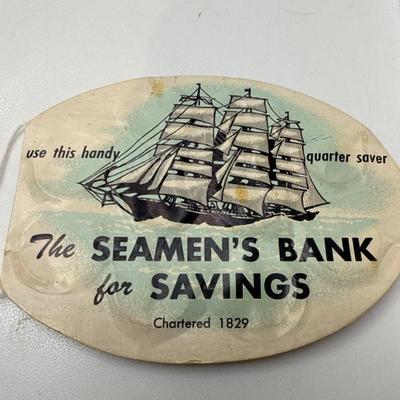 use this handy quarter saver
The SEAMEN'S BANK
for SAVINGS
Chartered 1829